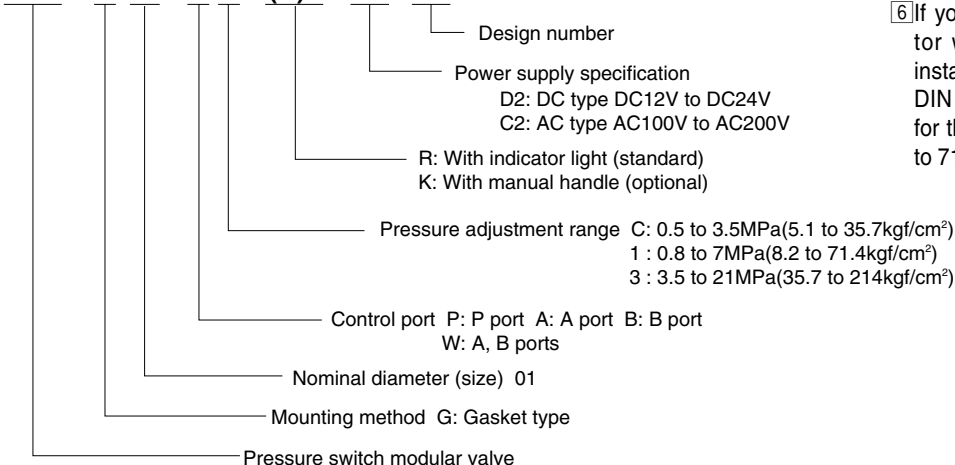 Design number
Power supply specification
D2: DC type DC12V to DC24V
C2: AC type AC100V to AC200V
R: With indicator light (standard)
K: With manual handle (optional)
Pressure adjustment range C: 0.5 to 3.5MPa(5.1 to 35.7kgf/cm²)
1 : 0.8 to 7MPa(8.2 to 71.4kgf/cm²)
3 : 3.5 to 21MPa(35.7 to 214kgf/cm²)
Control port P: P port A: A port B: B port
W: A, B ports
Nominal diameter (size) 01
Mounting method G: Gasket type
Pressure switch modular valve
6 If
tor
DIN
for
to